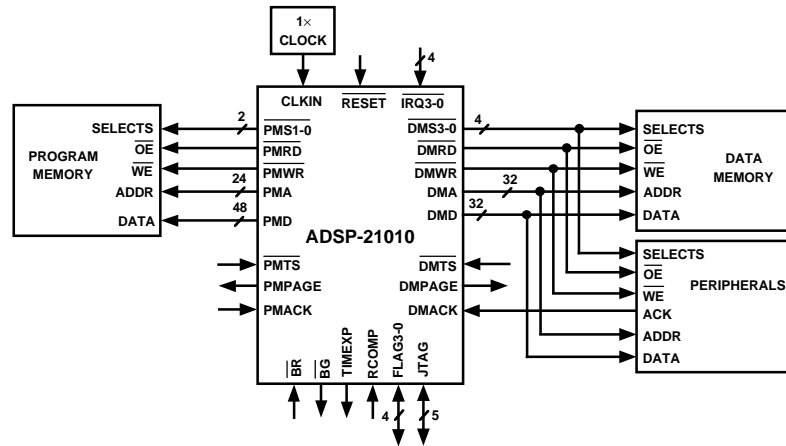 1×
CLOCK
4
CLKIN
RESET
IRQ3-0
PROGRAM
MEMORY
SELECTS
OE
WE
ADDR
DATA
2
24
48
PMS1-0
PMRD
PMWR
PMA
PMD
DMS3-0
DMRD
DMWR
DMA
DMD
4
32
32
SELECTS
OE
WE
ADDR
DATA
DATA
MEMORY
ADSP-21010
PMTS
PMPAGE
PMACK
DMTS
DMPAGE
DMACK
SELECTS
OE
WE
ACK
ADDR
DATA
PERIPHERALS
BR
BG
TIMEXP
RCOMP
FLAG3-0
JTAG
4
5